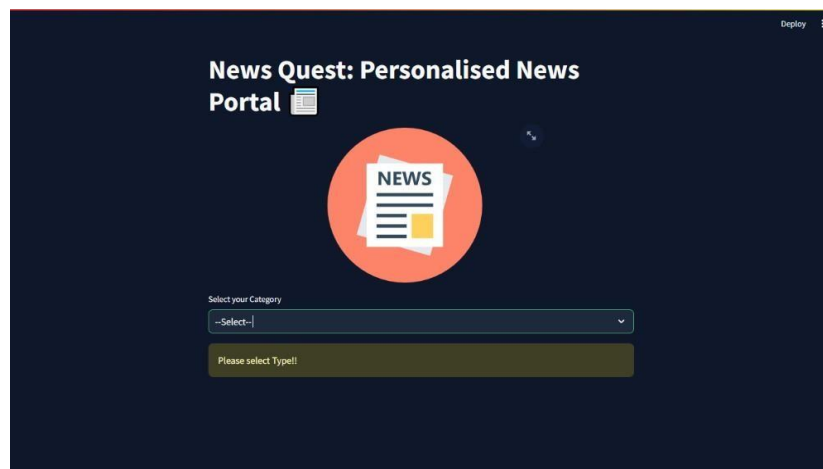 Deploy
News Quest: Personalised News
Portal
NEWS
Select your Category
--Select--
Please select Type!!